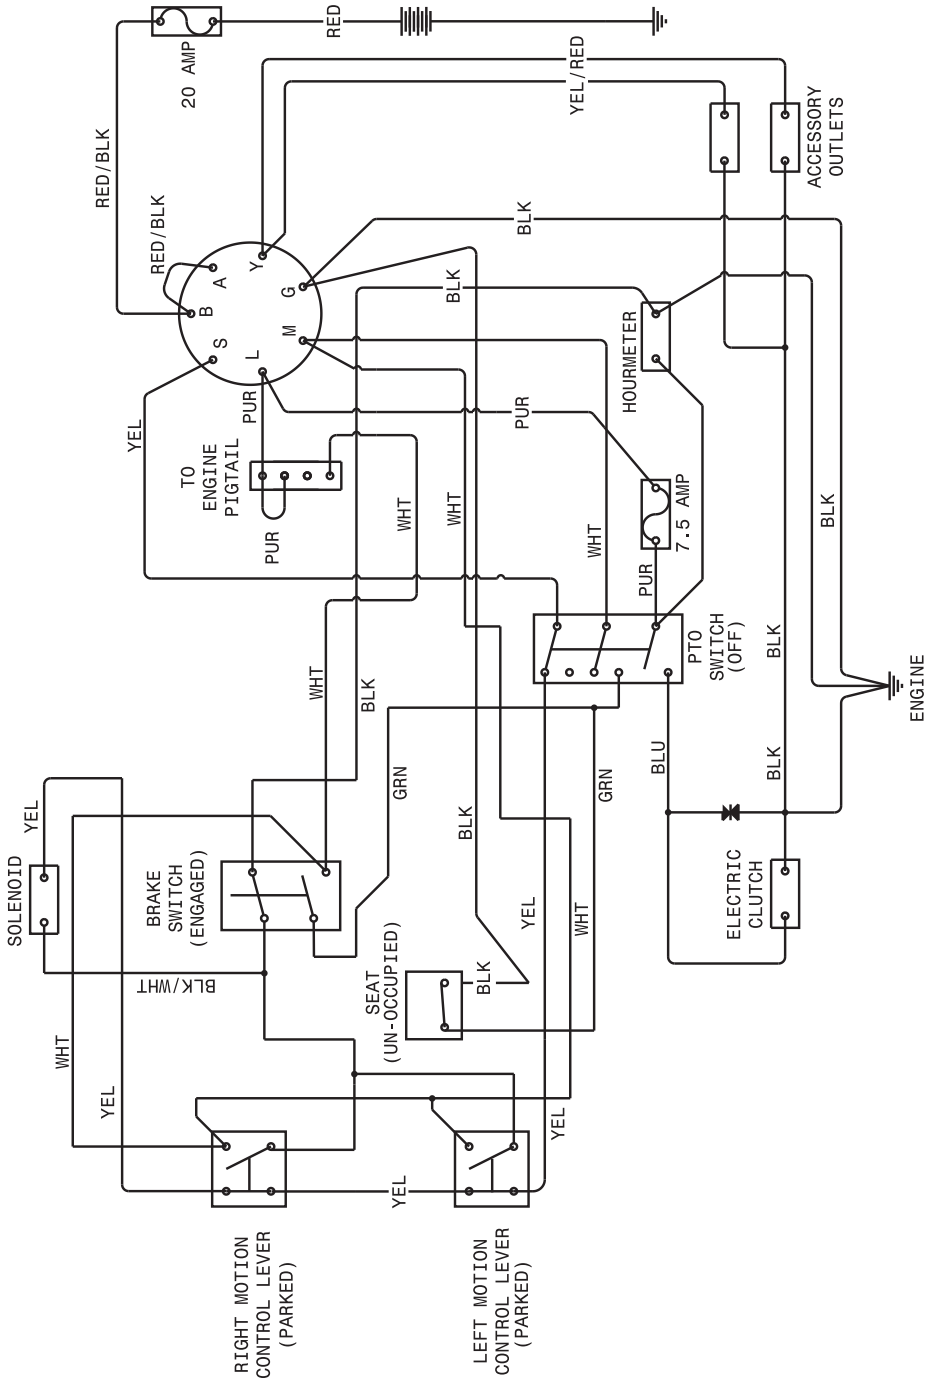 RED
20 AMP
RED/BLK
RED/BLK
YEL/RED
ACCESSORY
OUTLETS
BLK
BLK
A
B
S
L
M
G
Y
YEL
PUR
TO
ENGINE
PIGTAIL
PUR
PUR
HOURMETER
7.5 AMP
PUR
WHT
WHT
WHT
BLK
PTO
SWITCH
(OFF)
BLK
BLK
ENGINE
WHT
BLK
GRN
GRN
BLU
BLK
SOLENOID
YEL
BRAKE
SWITCH
(ENGAGED)
BLK/WHT
SEAT
(UN-OCCUPIED)
BLK
YEL
WHT
ELECTRIC
CLUTCH
WHT
YEL
YEL
YEL
RIGHT MOTION
CONTROL LEVER
(PARKED)
LEFT MOTION
CONTROL LEVER
(PARKED)